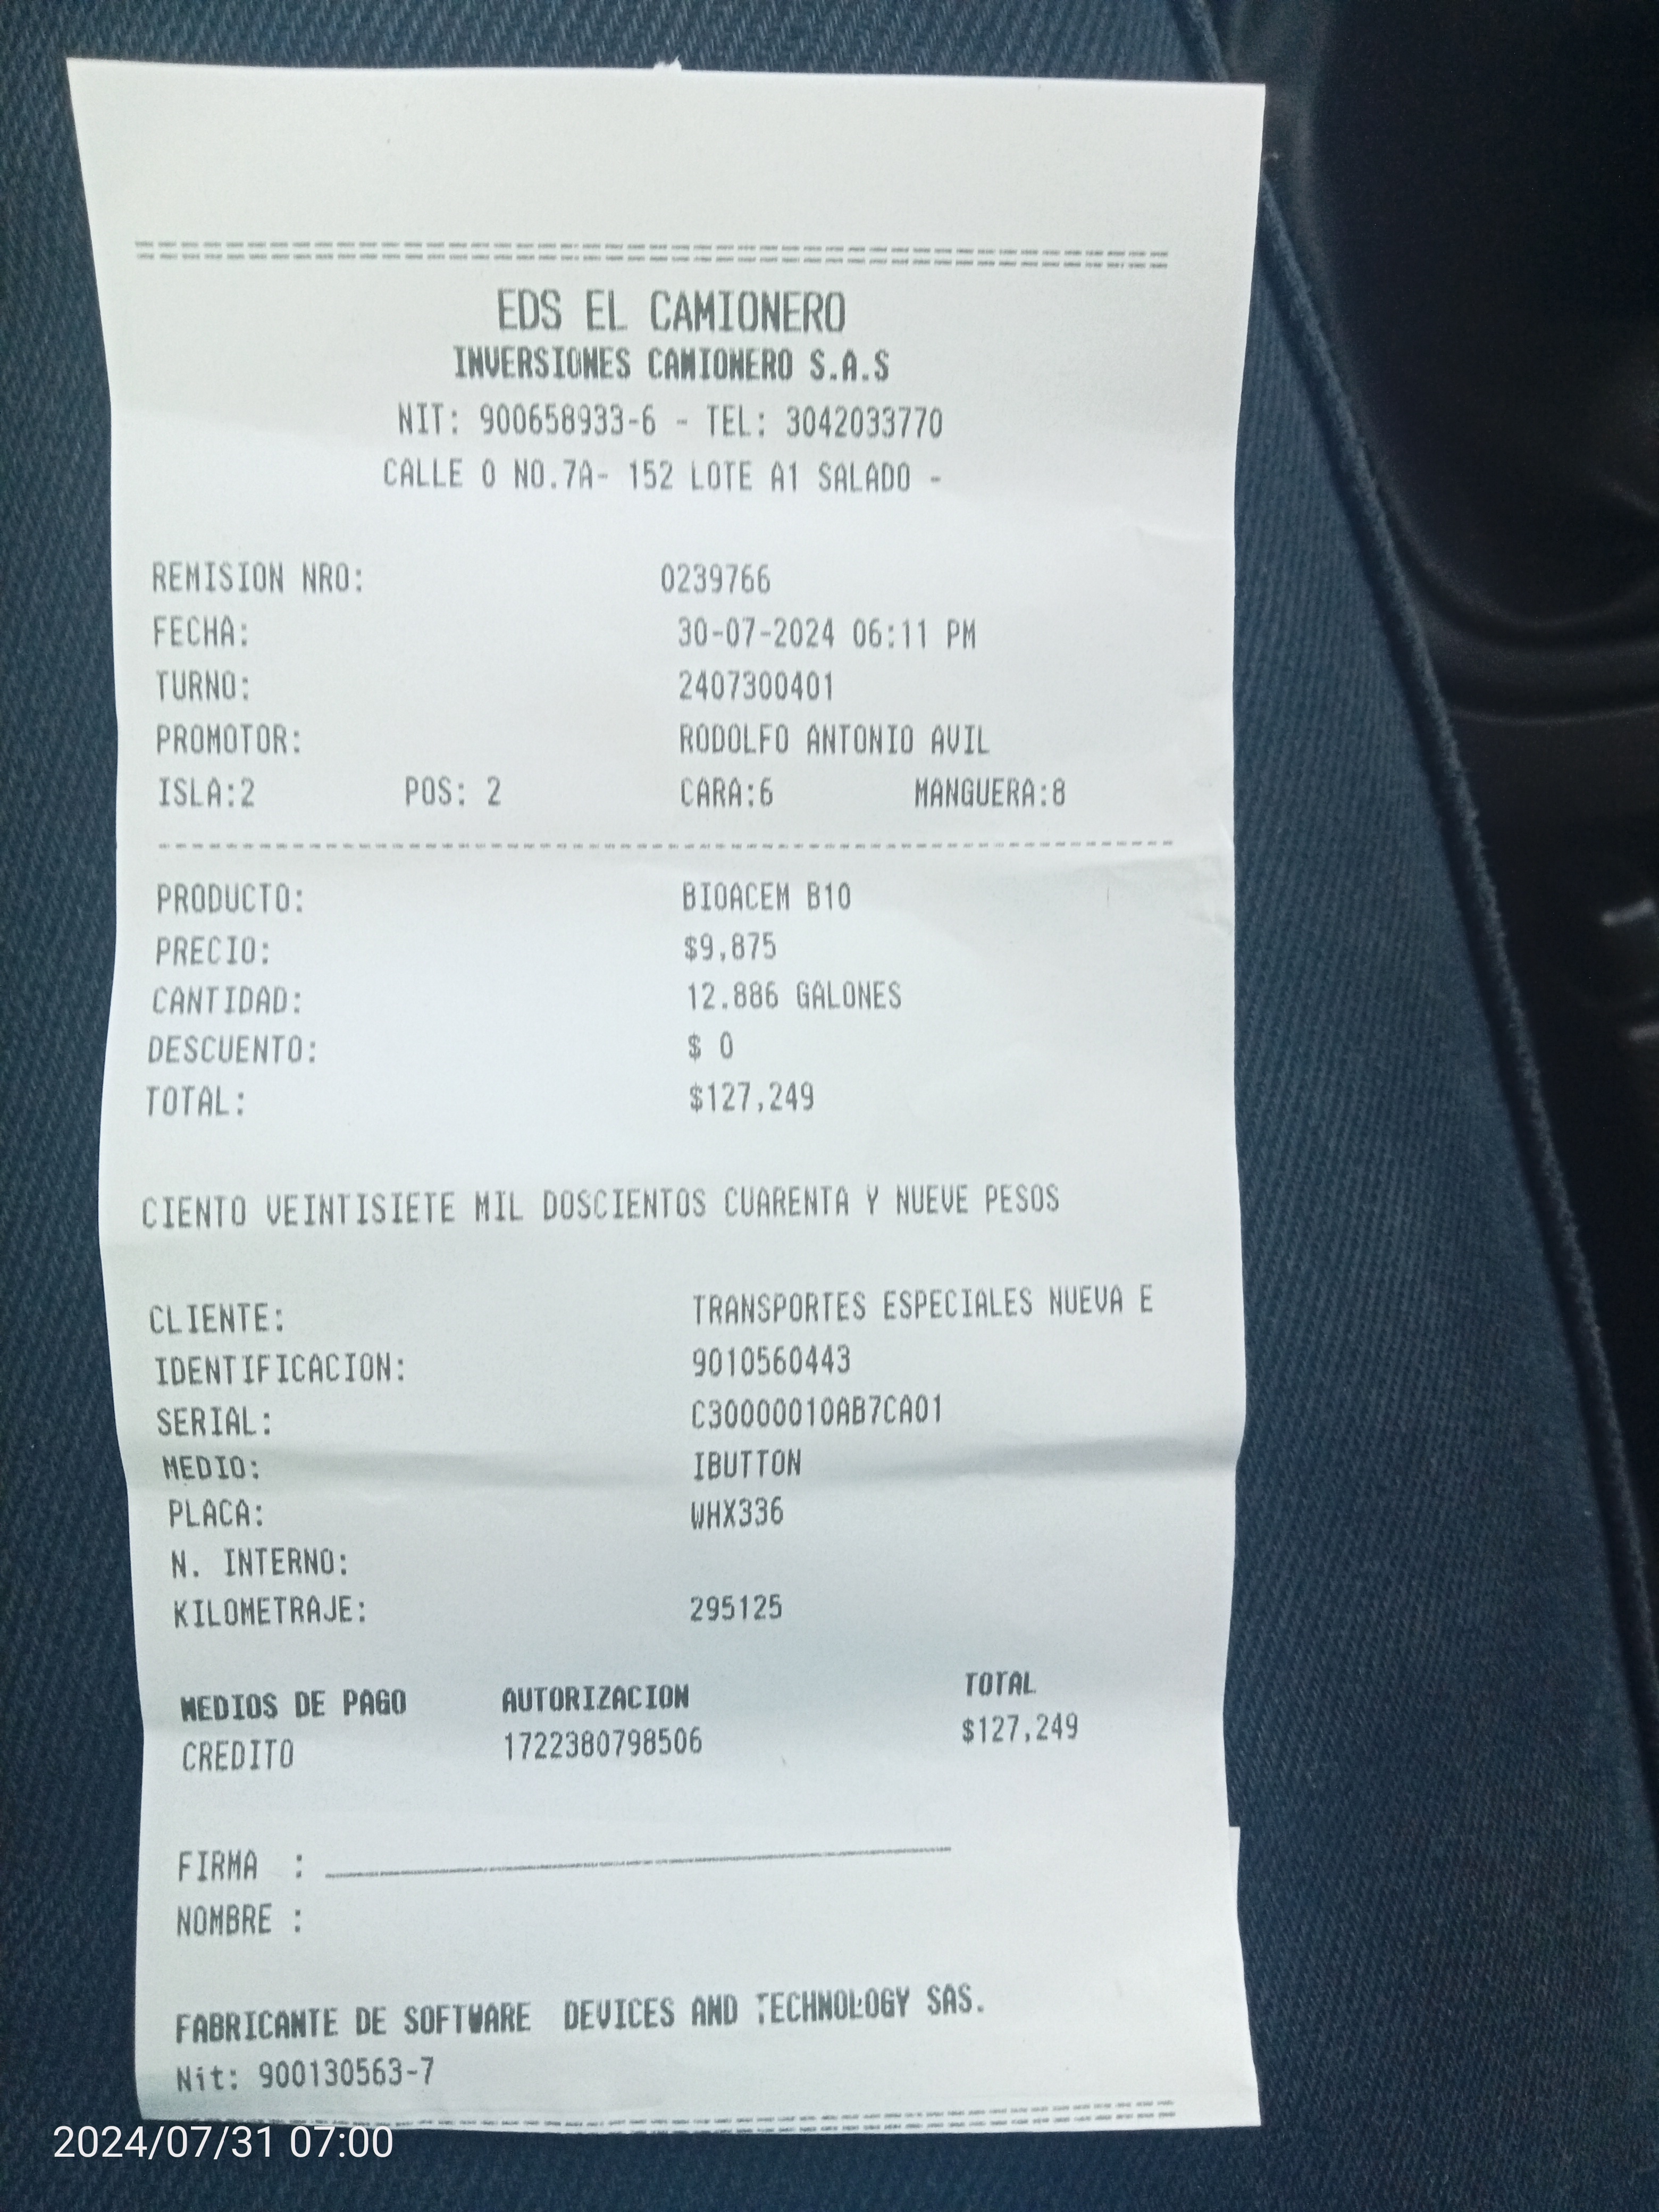 EDS EL CAMIONERO
INVERSIONES CAMIONERO S.A.S
NIT: 900658933-6 - TEL: 3042033770
CALLE 0 NO.7A- 152 LOTE A1 SALADO -
REMISION NRO: 0239766
FECHA: 30-07-2024 06:11 PM
TURNO: 2407300401
PROMOTOR: RODOLFO ANTONIO AVIL
ISLA:2 POS: 2 CARA:6 MANGUERA:8
PRODUCTO: BIOACEM B10
PRECIO: $9,875
CANTIDAD: 12.886 GALONES
DESCUENTO: $ 0
TOTAL: $127,249
CIENTO VEINTISIETE MIL DOSCIENTOS CUARENTA Y NUEVE PESOS
CLIENTE: TRANSPORTES ESPECIALES NUEVA E
IDENTIFICACION: 9010560443
SERIAL: C30000010AB7CA01
MEDIO: IBUTTON
PLACA: WHX336
N. INTERNO:
KILOMETRAJE: 295125
MEDIOS DE PAGO AUTORIZACION TOTAL
CREDITO 1722380798506 $127,249
FIRMA :
NOMBRE :
FABRICANTE DE SOFTWARE DEVICES AND TECHNOLOGY SAS.
Nit: 900130563-7
2024/07/31 07:00